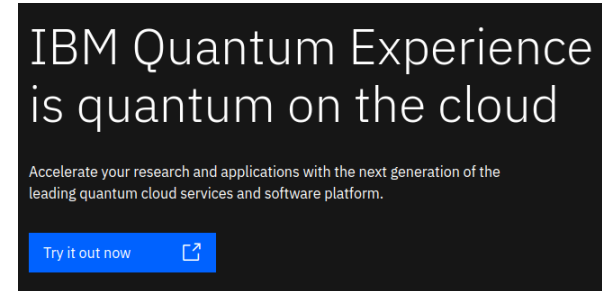 IBM Quantum Experience
is quantum on the cloud
Accelerate your research and applications with the next generation of the
leading quantum cloud services and software platform.
Try it out now